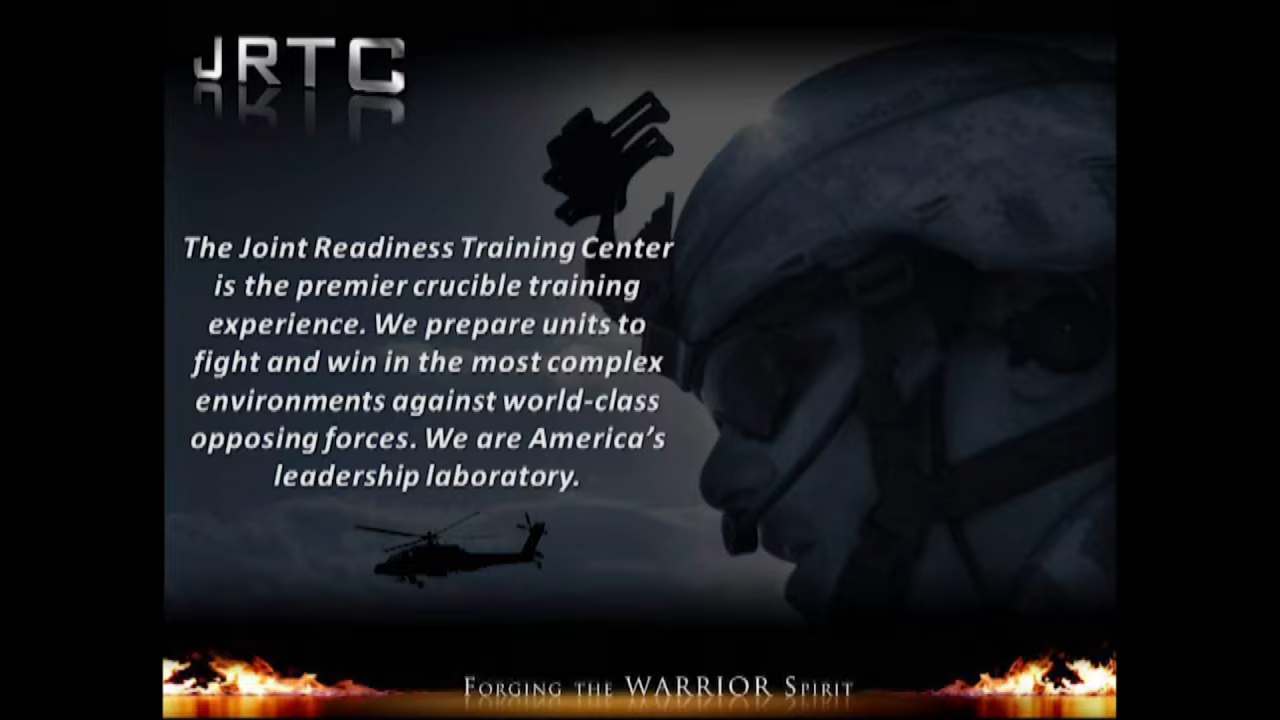 JRTC
The Joint Readiness Training Center
is the premier crucible training
experience. We prepare units to
fight and win in the most complex
environments against world-class
opposing forces. We are America’s
leadership laboratory.
FORGING THE WARRIOR SPIRIT